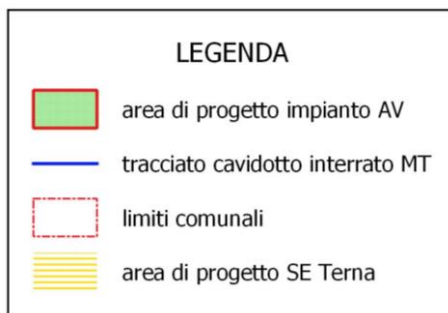 LEGENDA
area di progetto impianto AV
tracciato cavidotto interrato MT
limiti comunali
area di progetto SE Terna